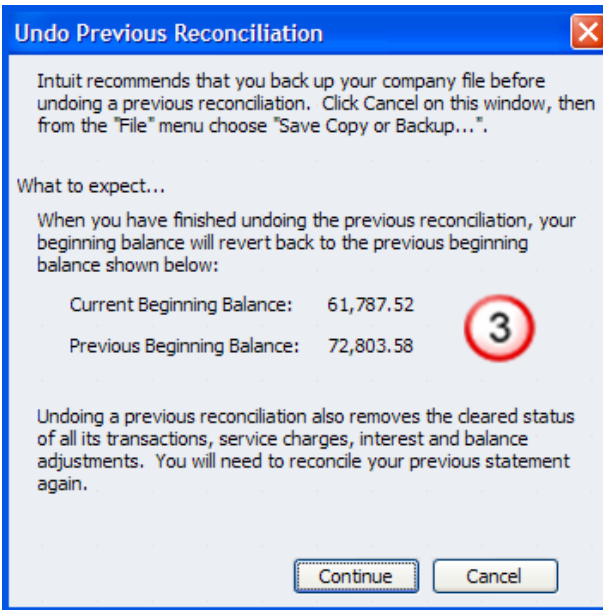 Undo Previous Reconciliation
Intuit recommends that you back up your company file before
undoing a previous reconciliation. Click Cancel on this window, then
from the "File" menu choose "Save Copy or Backup...".
What to expect...
When you have finished undoing the previous reconciliation, your
beginning balance will revert back to the previous beginning
balance shown below:
Current Beginning Balance: 61,787.52
Previous Beginning Balance: 72,803.58
3
Undoing a previous reconciliation also removes the cleared status
of all its transactions, service charges, interest and balance
adjustments. You will need to reconcile your previous statement
again.
Continue Cancel